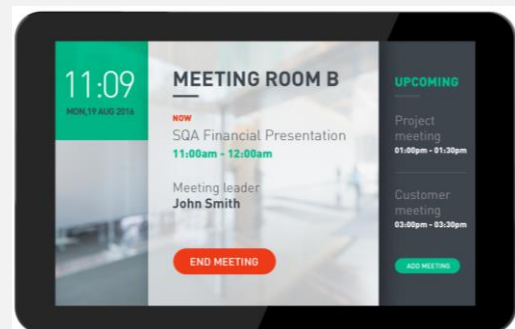 11:09
MON,19 AUG 2016
MEETING ROOM B
NOW
SQA Financial Presentation
11:00am - 12:00am
Meeting leader
John Smith
END MEETING
UPCOMING
Project
meeting
01:00pm - 01:30pm
Customer
meeting
03:00pm - 03:30pm
ADD MEETING